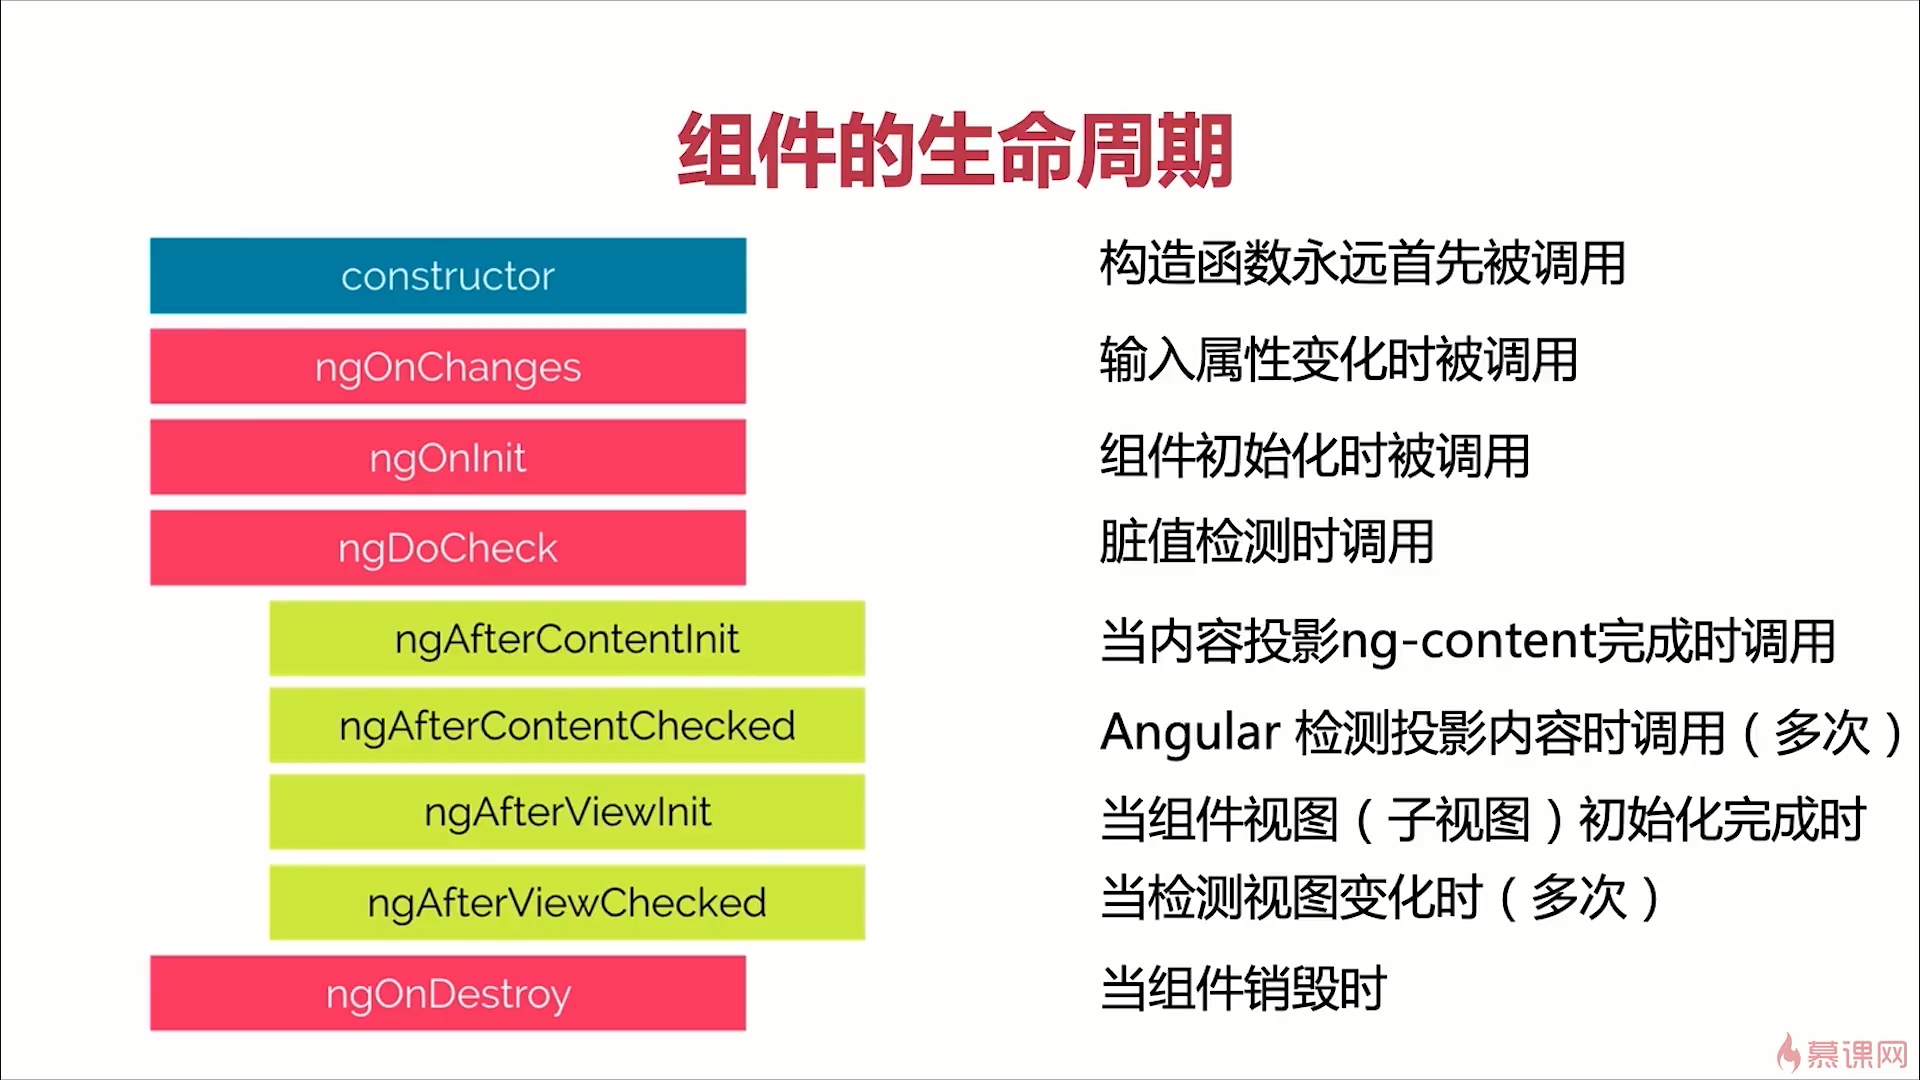 组件的生命周期
constructor
构造函数永远首先被调用
ngOnChanges
输入属性变化时被调用
ngOnInit
组件初始化时被调用
ngDoCheck
脏值检测时调用
ngAfterContentInit
当内容投影ng-content完成时调用
ngAfterContentChecked
Angular 检测投影内容时调用（多次）
ngAfterViewInit
当组件视图（子视图）初始化完成时
ngAfterViewChecked
当检测视图变化时（多次）
ngOnDestroy
当组件销毁时
慕课网